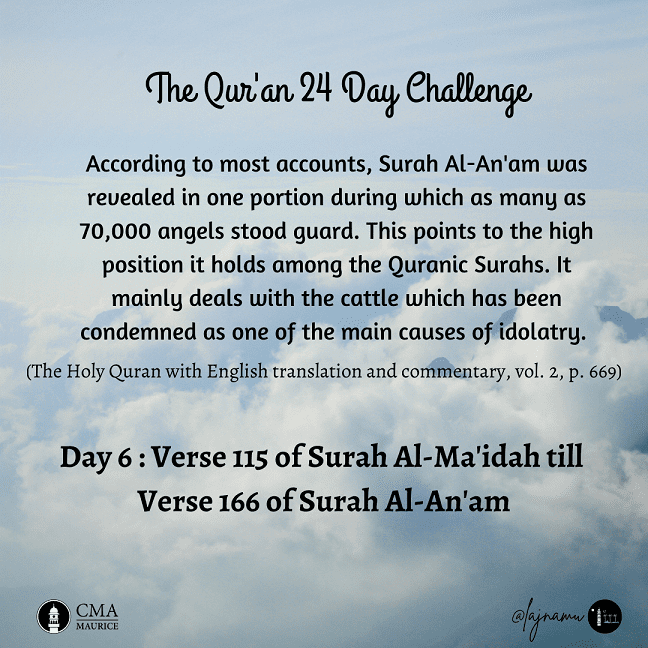 The Qur'an 24 Day Challenge
According to most accounts, Surah Al-An'am was
revealed in one portion during which as many as
70,000 angels stood guard. This points to the high
position it holds among the Quranic Surahs. It
mainly deals with the cattle which has been
condemned as one of the main causes of idolatry.
(The Holy Quran with English translation and commentary, vol. 2, p. 669)
Day 6 : Verse 115 of Surah Al-Ma'idah till
Verse 166 of Surah Al-An'am
CMA
MAURICE
@lajnamu